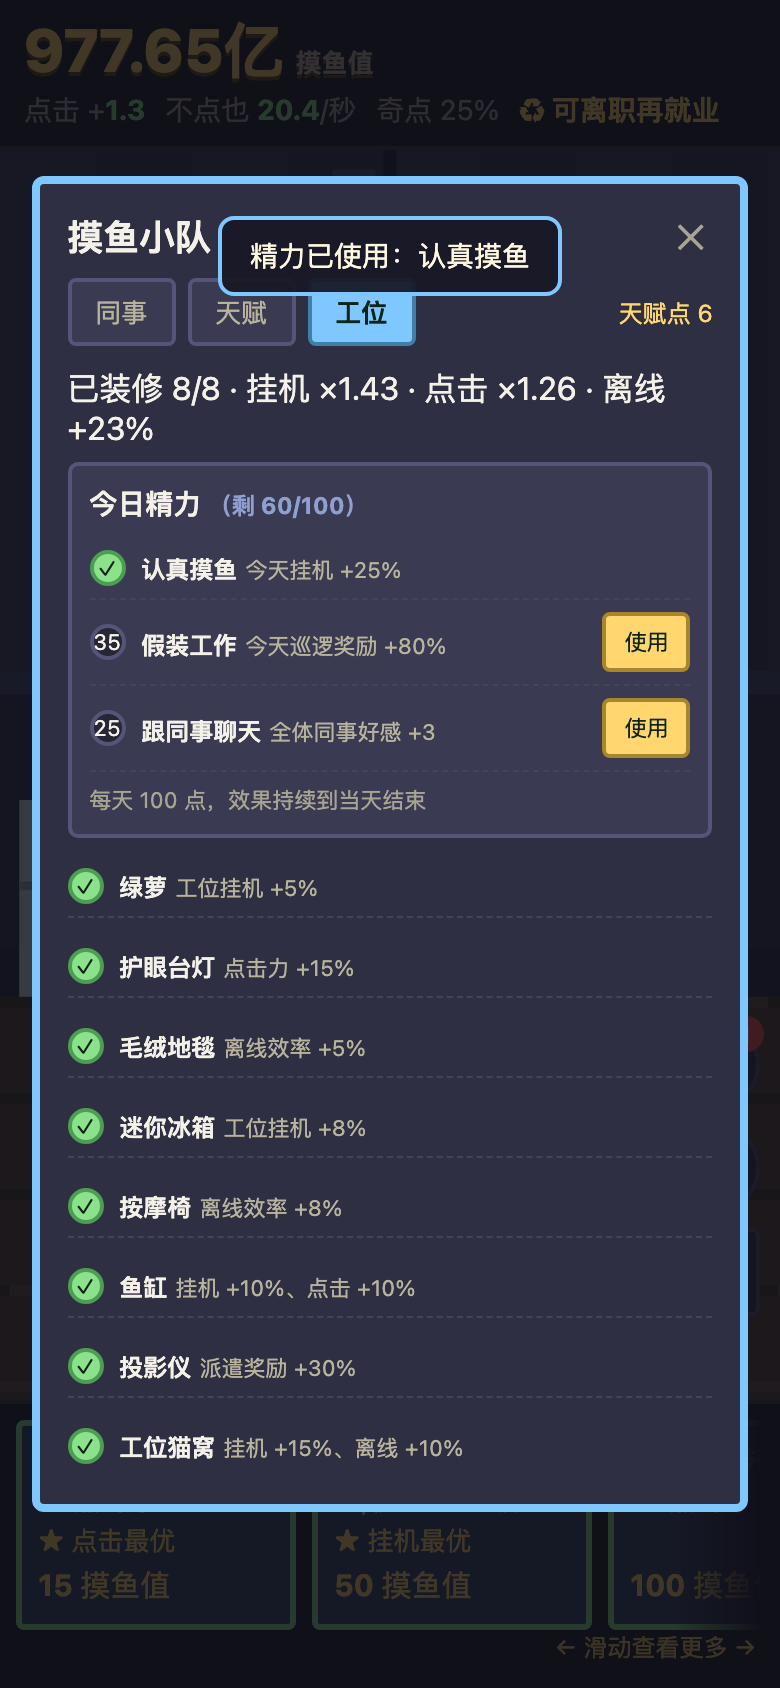 977.65亿 摸鱼值
点击 +1.3 不点也 20.4/秒 奇点 25% ♻ 可离职再就业
摸鱼小队
精力已使用：认真摸鱼
同事 天赋 工位 天赋点 6
已装修 8/8 · 挂机 ×1.43 · 点击 ×1.26 · 离线
+23%
今日精力 （剩 60/100）
认真摸鱼 今天挂机 +25%
35 假装工作 今天巡逻奖励 +80% 使用
25 跟同事聊天 全体同事好感 +3 使用
每天 100 点，效果持续到当天结束
绿萝 工位挂机 +5%
护眼台灯 点击力 +15%
毛绒地毯 离线效率 +5%
迷你冰箱 工位挂机 +8%
按摩椅 离线效率 +8%
鱼缸 挂机 +10%、点击 +10%
投影仪 派遣奖励 +30%
工位猫窝 挂机 +15%、离线 +10%
★ 点击最优 ★ 挂机最优
15 摸鱼值 50 摸鱼值 100 摸鱼
← 滑动查看更多 →